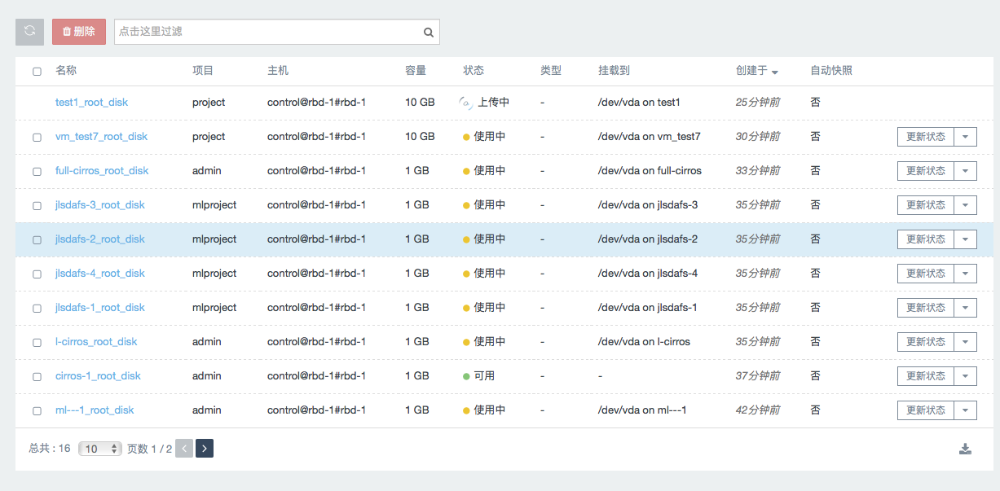 删除 点击这里过滤
名称 项目 主机 容量 状态 类型 挂载到 创建于 自动快照
test1_root_disk project control@rbd-1#rbd-1 10 GB 上传中 - /dev/vda on test1 25分钟前 否
vm_test7_root_disk project control@rbd-1#rbd-1 10 GB 使用中 - /dev/vda on vm_test7 30分钟前 否 更新状态
full-cirros_root_disk admin control@rbd-1#rbd-1 1 GB 使用中 - /dev/vda on full-cirros 33分钟前 否 更新状态
jlsdafs-3_root_disk mlproject control@rbd-1#rbd-1 1 GB 使用中 - /dev/vda on jlsdafs-3 35分钟前 否 更新状态
jlsdafs-2_root_disk mlproject control@rbd-1#rbd-1 1 GB 使用中 - /dev/vda on jlsdafs-2 35分钟前 否 更新状态
jlsdafs-4_root_disk mlproject control@rbd-1#rbd-1 1 GB 使用中 - /dev/vda on jlsdafs-4 35分钟前 否 更新状态
jlsdafs-1_root_disk mlproject control@rbd-1#rbd-1 1 GB 使用中 - /dev/vda on jlsdafs-1 35分钟前 否 更新状态
l-cirros_root_disk admin control@rbd-1#rbd-1 1 GB 使用中 - /dev/vda on l-cirros 35分钟前 否 更新状态
cirros-1_root_disk admin control@rbd-1#rbd-1 1 GB 可用 - - 37分钟前 否 更新状态
ml---1_root_disk admin control@rbd-1#rbd-1 1 GB 使用中 - /dev/vda on ml---1 42分钟前 否 更新状态
总共 : 16 10 页数 1 / 2 < >